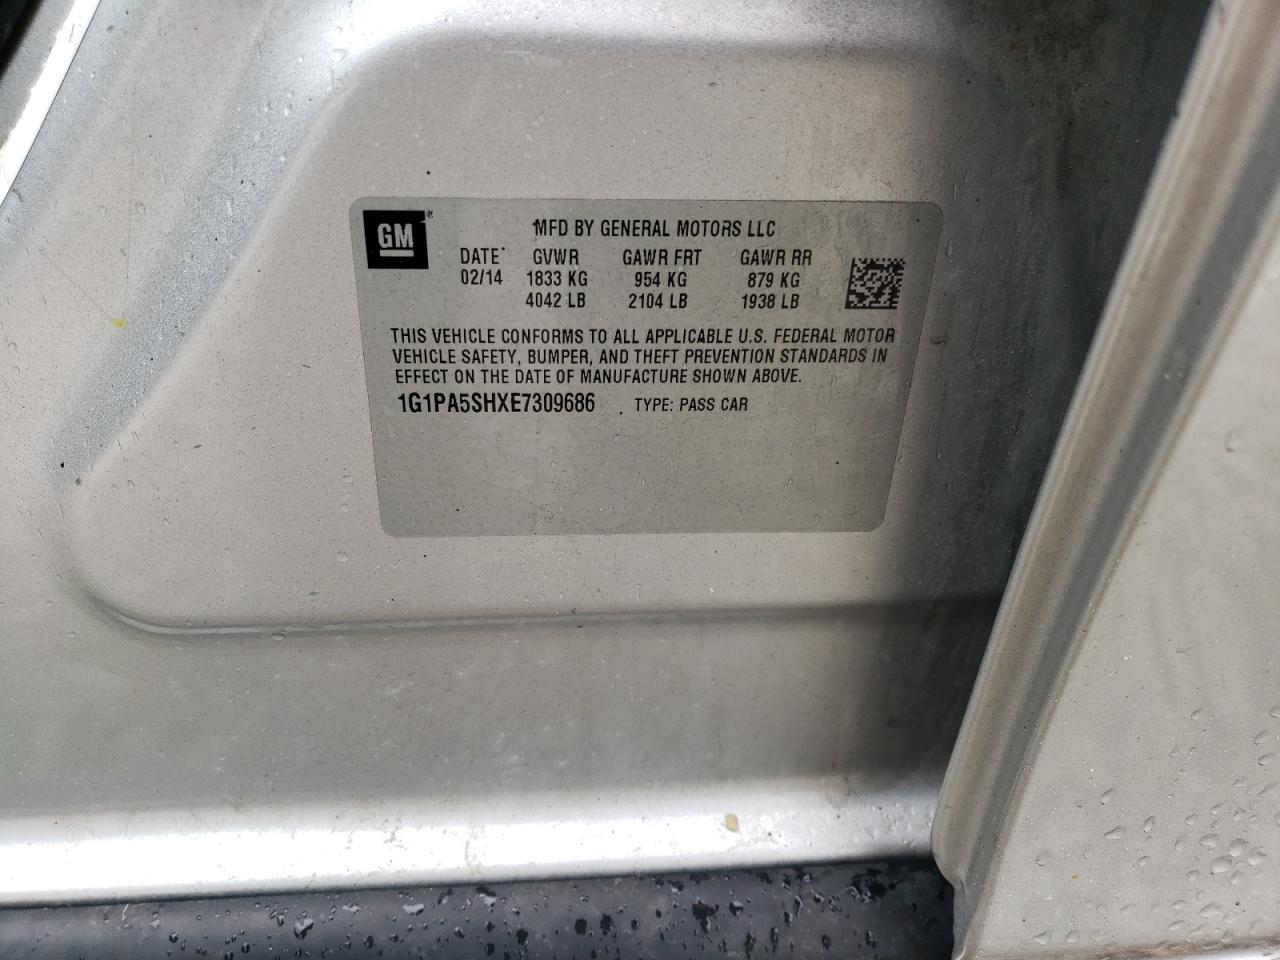 GM®
MFD BY GENERAL MOTORS LLC
DATE GVWR GAWR FRT GAWR RR
02/14 1833 KG 954 KG 879 KG
4042 LB 2104 LB 1938 LB
THIS VEHICLE CONFORMS TO ALL APPLICABLE U.S. FEDERAL MOTOR
VEHICLE SAFETY, BUMPER, AND THEFT PREVENTION STANDARDS IN
EFFECT ON THE DATE OF MANUFACTURE SHOWN ABOVE.
1G1PA5SHXE7309686 TYPE: PASS CAR